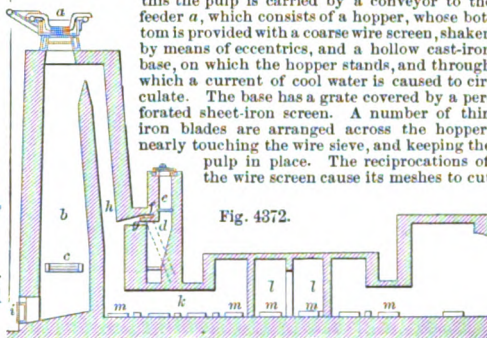 this the pulp is carried by a conveyor to the
feeder a, which consists of a hopper, whose bot
tom is provided with a coarse wire screen, shaken
by means of eccentrics, and a hollow cast-iron
base, on which the hopper stands, and through
which a current of cool water is caused to cir
culate. The base has a grate covered by a per
forated sheet-iron screen. A number of thin
iron blades are arranged across the hopper
nearly touching the wire sieve, and keeping the
pulp in place. The reciprocations of
the wire screen cause its meshes to cu
Fig. 4372.
a
b
c
h
e
f
g
d
i
k
l
l
m
m
m
m
m